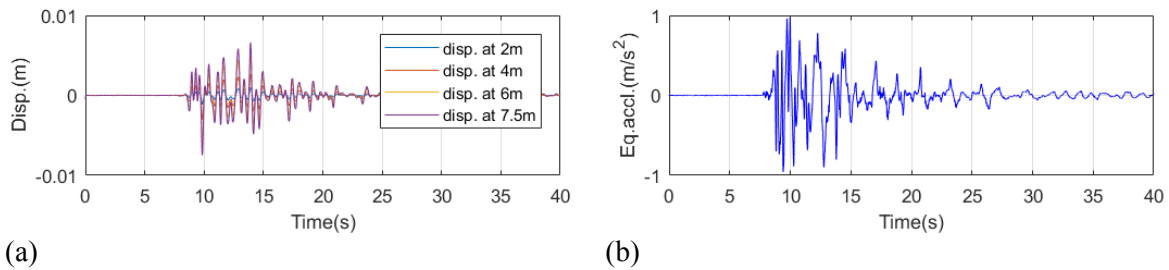 0.01
0
-0.01
Disp.(m)
disp. at 2m
disp. at 4m
disp. at 6m
disp. at 7.5m
0 5 10 15 20 25 30 35 40
Time(s)
(a)
1
0
-1
Eq.accl.(m/s²)
0 5 10 15 20 25 30 35 40
Time(s)
(b)